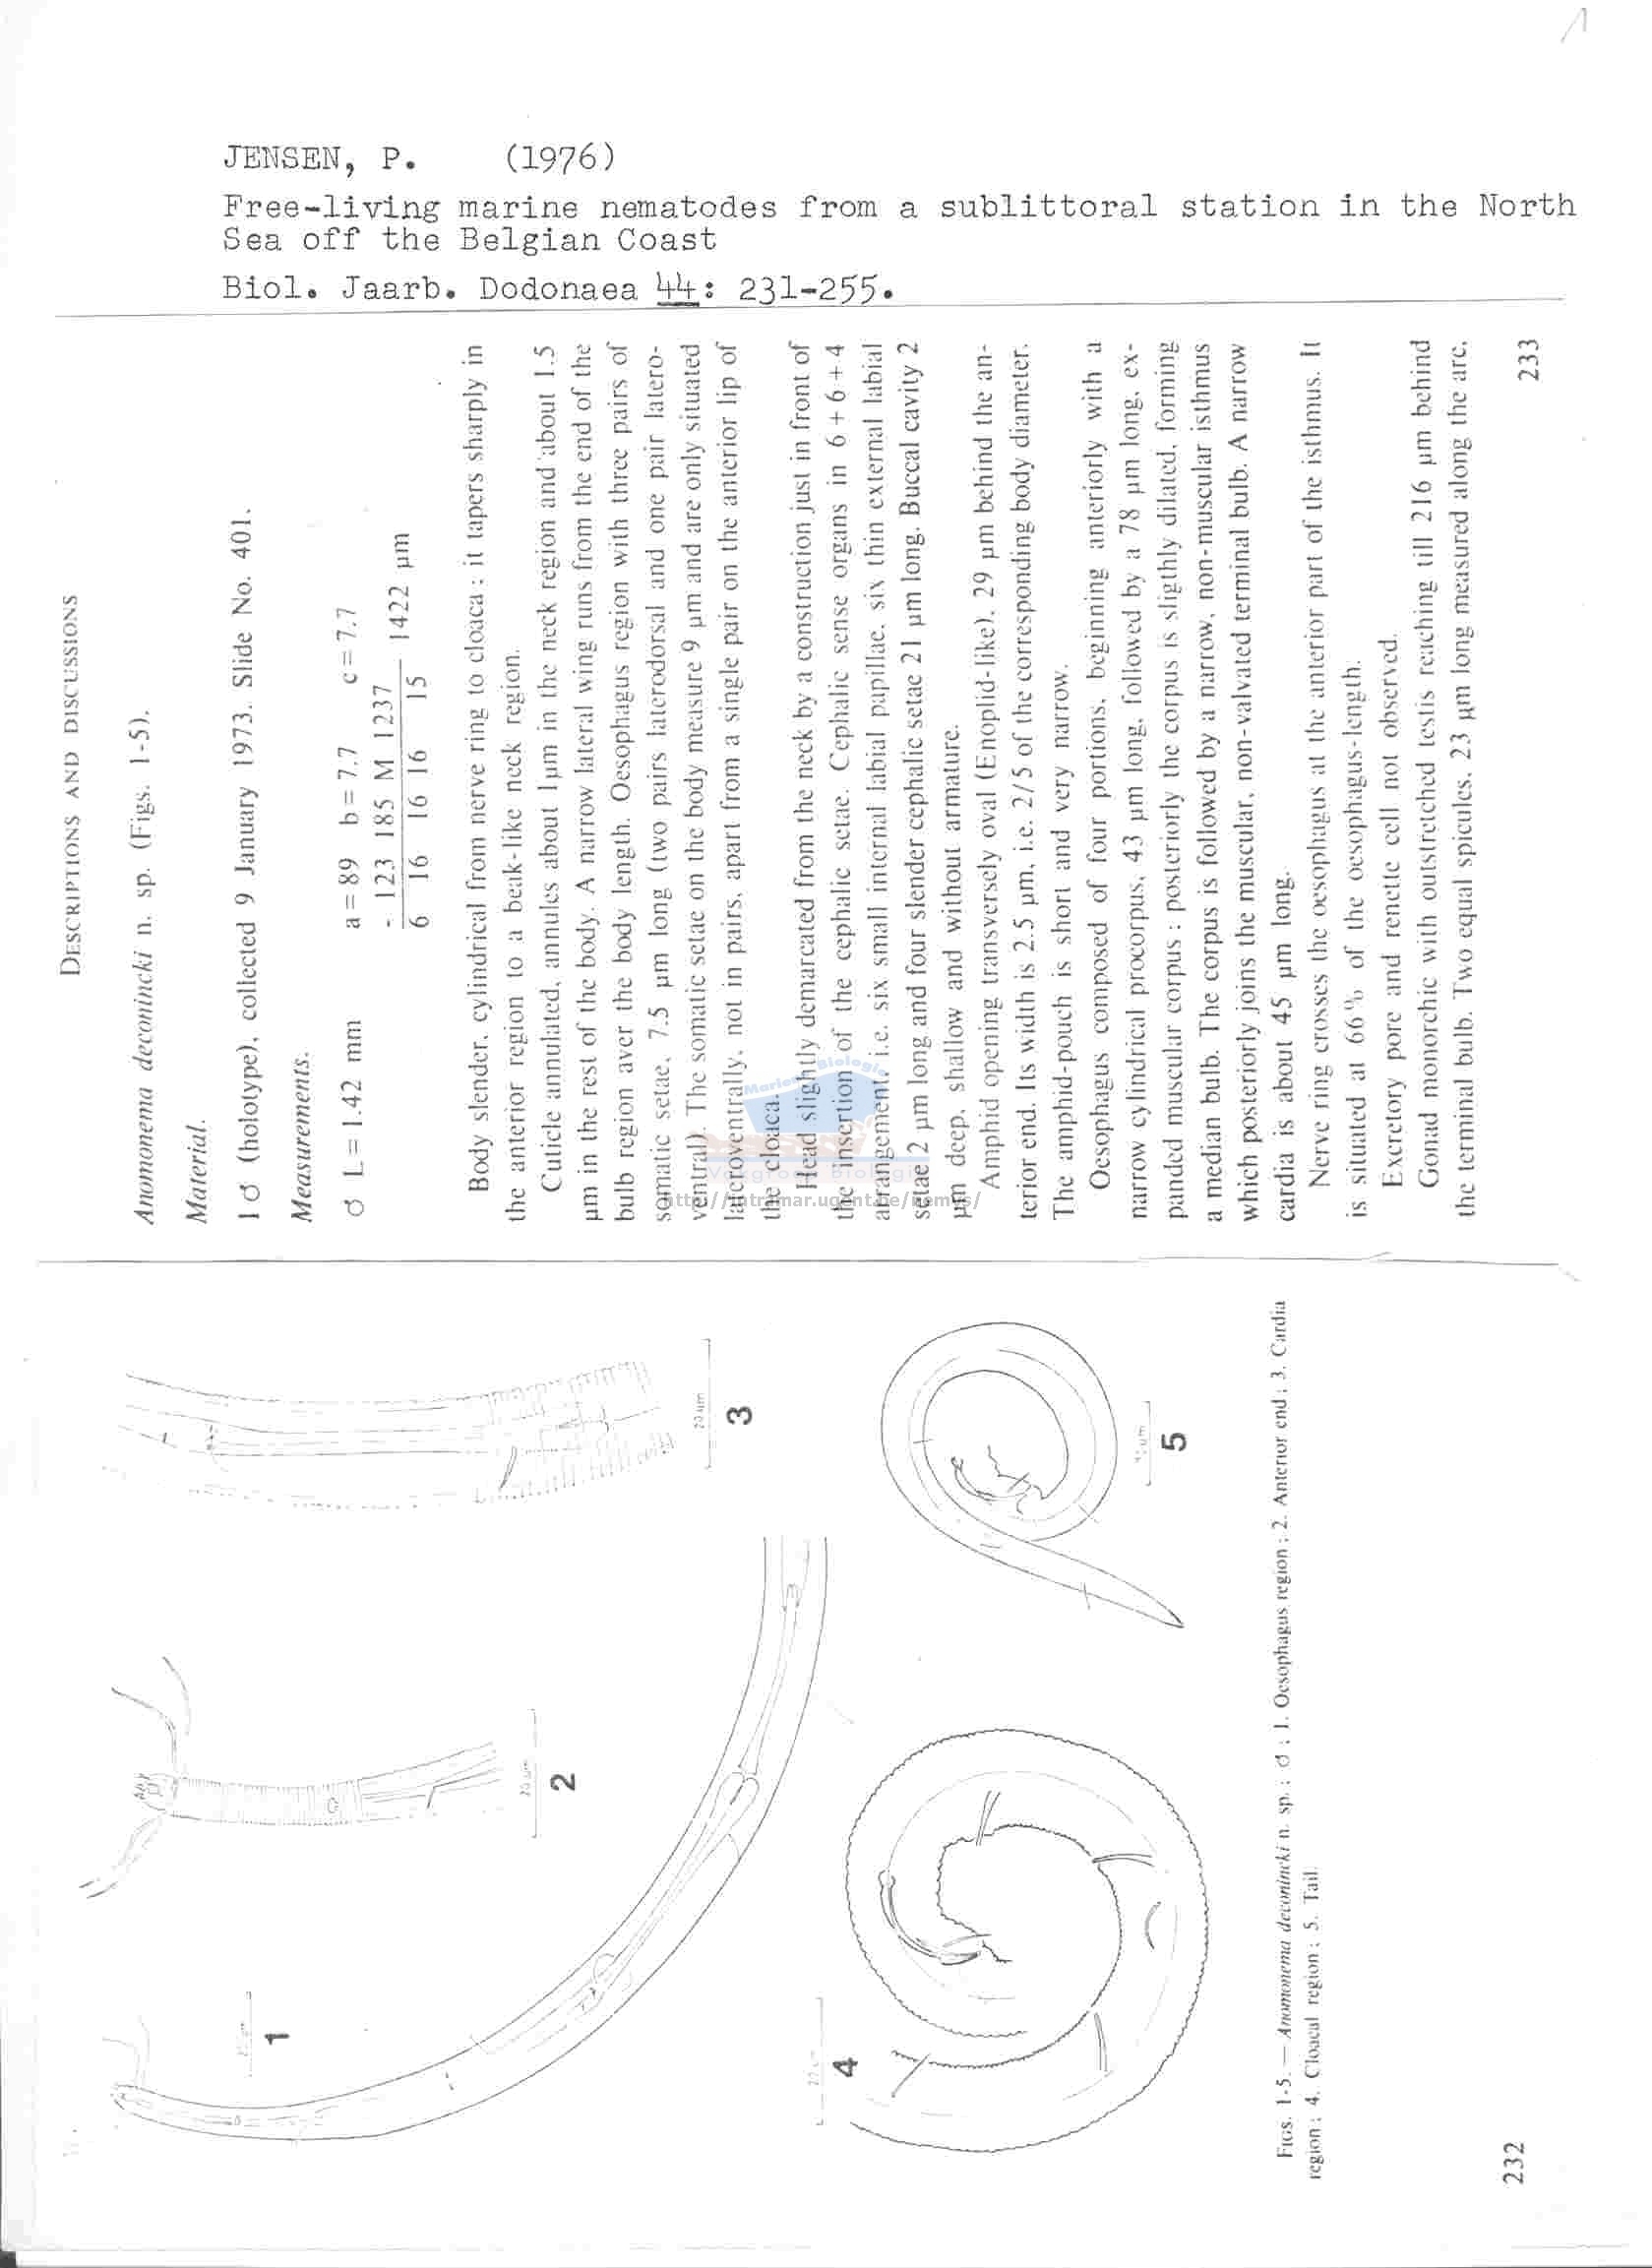 1
JENSEN, P. (1976)
Free-living marine nematodes from a sublittoral station in the North
Sea off the Belgian Coast
Biol. Jaarb. Dodonaea 44: 231-255.
DESCRIPTIONS AND DISCUSSIONS
Anomonema deconincki n. sp. (Figs. 1-5).
Material.
1 ♂ (holotype), collected 9 January 1973. Slide No. 401.
Measurements.
♂ L = 1.42 mm a = 89 b = 7.7 c = 7.7
- 123 185 M 1237
1422 µm
6 16 16 16 15
Body slender, cylindrical from nerve ring to cloaca ; it tapers sharply in
the anterior region to a beak-like neck region.
Cuticle annulated, annules about 1µm in the neck region and about 1.5
µm in the rest of the body. A narrow lateral wing runs from the end of the
bulb region aver the body length. Oesophagus region with three pairs of
somatic setae, 7.5 µm long (two pairs laterodorsal and one pair latero-
ventral). The somatic setae on the body measure 9 µm and are only situated
lateroventrally, not in pairs, apart from a single pair on the anterior lip of
the cloaca.
Head slightly demarcated from the neck by a construction just in front of
the insertion of the cephalic setae. Cephalic sense organs in 6 + 6 + 4
arrangement i.e. six small internal labial papillae, six thin external labial
setae 2 µm long and four slender cephalic setae 21 µm long. Buccal cavity 2
µm deep, shallow and without armature.
Amphid opening transversely oval (Enoplid-like), 29 µm behind the an-
terior end. Its width is 2.5 µm, i.e. 2/5 of the corresponding body diameter.
The amphid-pouch is short and very narrow.
Oesophagus composed of four portions, beginning anteriorly with a
narrow cylindrical procorpus, 43 µm long, followed by a 78 µm long, ex-
panded muscular corpus ; posteriorly the corpus is sligthly dilated, forming
a median bulb. The corpus is followed by a narrow, non-muscular isthmus
which posteriorly joins the muscular, non-valvated terminal bulb. A narrow
cardia is about 45 µm long.
Nerve ring crosses the oesophagus at the anterior part of the isthmus. It
is situated at 66% of the oesophagus-length.
Excretory pore and renette cell not observed.
Gonad monorchic with outstretched testis reaching till 216 µm behind
the terminal bulb. Two equal spicules, 23 µm long measured along the arc,
233
Mariene Biologie
Vakgroep Biologie
http://intramar.ugent.be/nemys/
1
2
20 µm
3
20 µm
4
5
FIGS. 1-5. — Anomonema deconincki n. sp. ; ♂ ; 1. Oesophagus region ; 2. Anterior end ; 3. Cardia
region ; 4. Cloacal region ; 5. Tail.
232